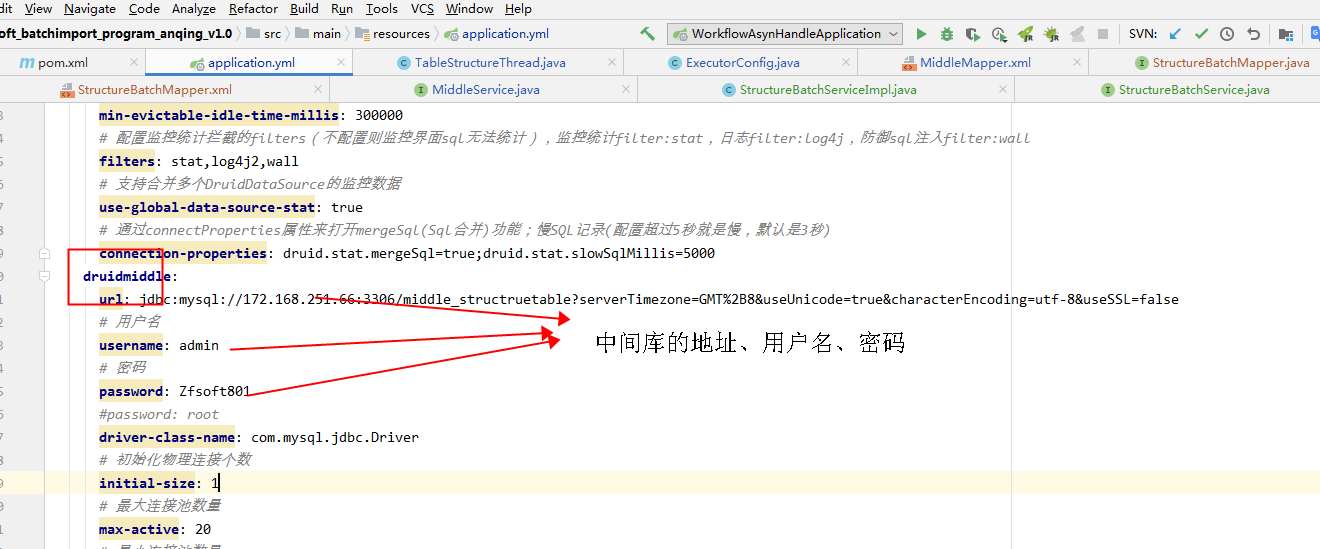 dit View Navigate Code Analyze Refactor Build Run Tools VCS Window Help
oft_batchimport_program_anqing_v1.0 src main resources application.yml WorkflowAsynHandleApplication SVN:
pom.xml application.yml TableStructureThread.java ExecutorConfig.java MiddleMapper.xml StructureBatchMapper.java
StructureBatchMapper.xml MiddleService.java StructureBatchServiceImpl.java StructureBatchService.java
min-evictable-idle-time-millis: 300000
# 配置监控统计拦截的filters（不配置则监控界面sql无法统计），监控统计filter:stat，日志filter:log4j，防御sql注入filter:wall
filters: stat,log4j2,wall
# 支持合并多个DruidDataSource的监控数据
use-global-data-source-stat: true
# 通过connectProperties属性来打开mergeSql(Sql合并)功能；慢SQL记录(配置超过5秒就是慢，默认是3秒)
connection-properties: druid.stat.mergeSql=true;druid.stat.slowSqlMillis=5000
druidmiddle:
url: jdbc:mysql://172.168.251.66:3306/middle_structruetable?serverTimezone=GMT%2B8&useUnicode=true&characterEncoding=utf-8&useSSL=false
# 用户名
中间库的地址、用户名、密码
username: admin
# 密码
password: Zfsoft801
#password: root
driver-class-name: com.mysql.jdbc.Driver
# 初始化物理连接个数
initial-size: 1
# 最大连接池数量
max-active: 20